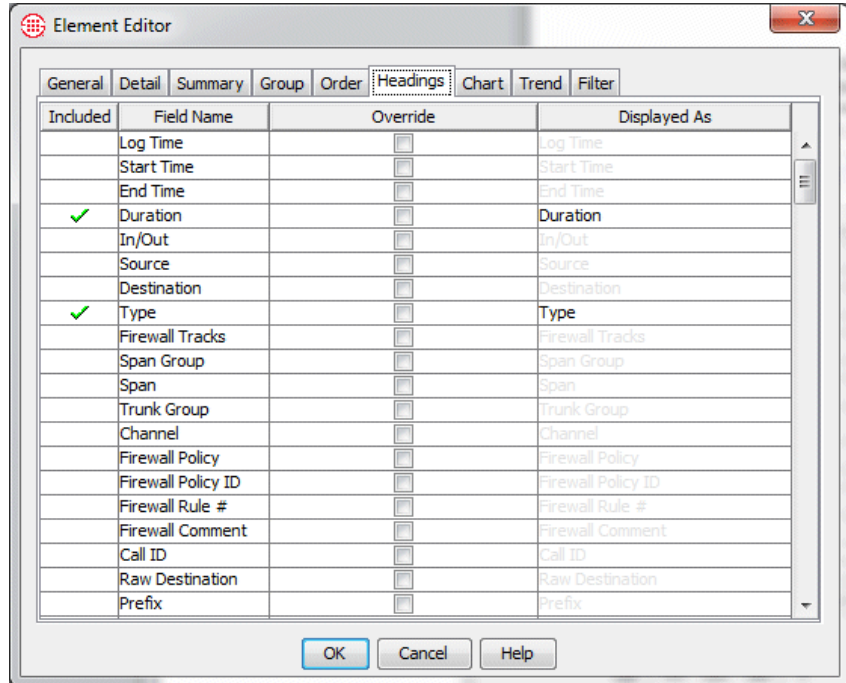 Element Editor
General Detail Summary Group Order Headings Chart Trend Filter
Included Field Name Override Displayed As
Log Time Log Time
Start Time Start Time
End Time End Time
Duration Duration
In/Out In/Out
Source Source
Destination Destination
Type Type
Firewall Tracks Firewall Tracks
Span Group Span Group
Span Span
Trunk Group Trunk Group
Channel Channel
Firewall Policy Firewall Policy
Firewall Policy ID Firewall Policy ID
Firewall Rule # Firewall Rule #
Firewall Comment Firewall Comment
Call ID Call ID
Raw Destination Raw Destination
Prefix Prefix
OK Cancel Help